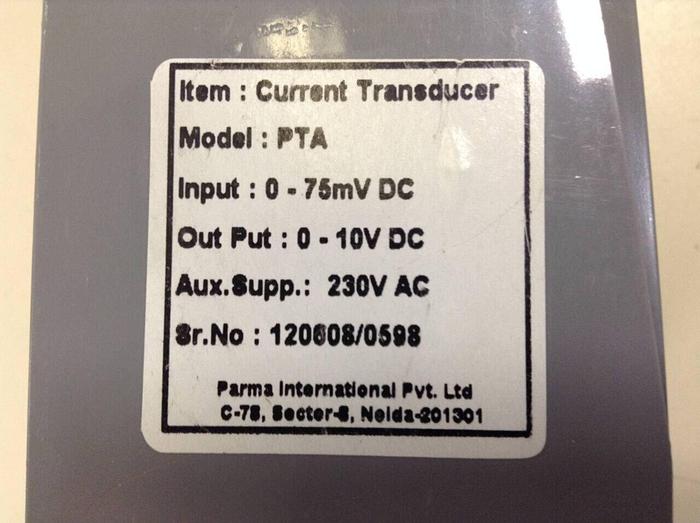 Item : Current Transducer
Model : PTA
Input : 0 - 75mV DC
Out Put : 0 - 10V DC
Aux.Supp.: 230V AC
Sr.No : 120608/0598
Parma International Pvt. Ltd
C-78, Sector-8, Noida-201301